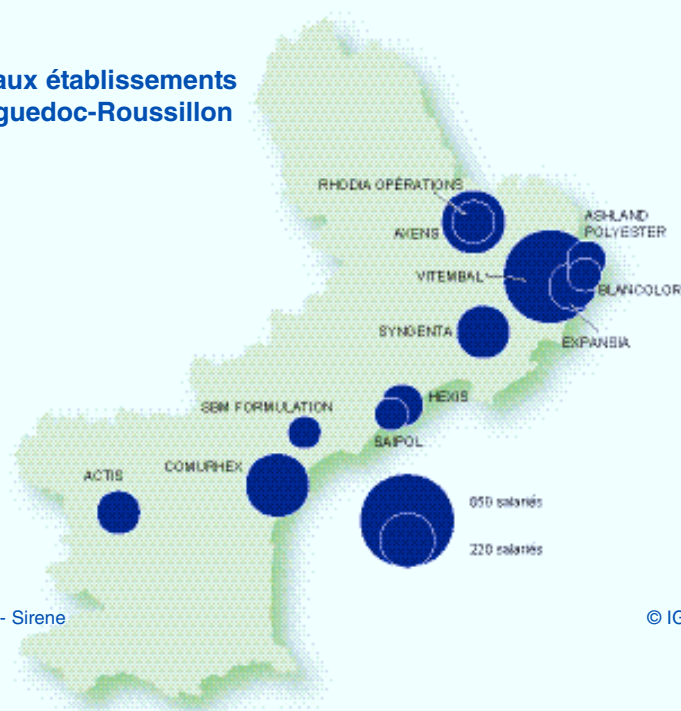 aux établissements
guedoc-Roussillon
RHODIA OPÉRATIONS
ASHLAND
POLYESTER
AXENS
VITEMBAL
BLANCOLOR
SYNGENTA
EXPANSIA
HEXIS
SBM FORMULATION
SAIPOL
COMURHEX
ACTIS
650 salariés
220 salariés
- Sirene
© IG